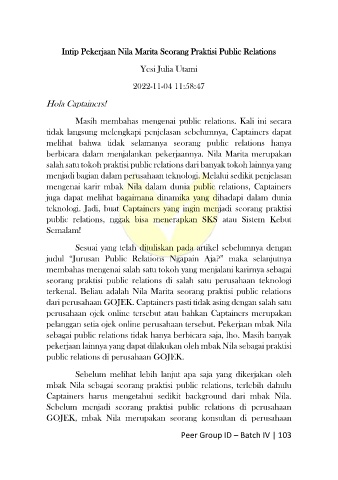 Intip Pekerjaan Nila Marita Seorang Praktisi Public Relations
Yesi Julia Utami
2022-11-04 11:58:47
Hola Captainers!
Masih membahas mengenai public relations. Kali ini secara
tidak langsung melengkapi penjelasan sebelumnya, Captainers dapat
melihat bahwa tidak selamanya seorang public relations hanya
berbicara dalam menjalankan pekerjaannya. Nila Marita merupakan
salah satu tokoh praktisi public relations dari banyak tokoh lainnya yang
menjadi bagian dalam perusahaan teknologi. Melalui sedikit penjelasan
mengenai karir mbak Nila dalam dunia public relations, Captainers
juga dapat melihat bagaimana dinamika yang dihadapi dalam dunia
teknologi. Jadi, buat Captainers yang ingin menjadi seorang praktisi
public relations, nggak bisa menerapkan SKS atau Sistem Kebut
Semalam!
Sesuai yang telah dituliskan pada artikel sebelumnya dengan
judul “Jurusan Public Relations Ngapain Aja?” maka selanjutnya
membahas mengenai salah satu tokoh yang menjalani karirnya sebagai
seorang praktisi public relations di salah satu perusahaan teknologi
terkenal. Beliau adalah Nila Marita seorang praktisi public relations
dari perusahaan GOJEK. Captainers pasti tidak asing dengan salah satu
perusahaan ojek online tersebut atau bahkan Captainers merupakan
pelanggan setia ojek online perusahaan tersebut. Pekerjaan mbak Nila
sebagai public relations tidak hanya berbicara saja, lho. Masih banyak
pekerjaan lainnya yang dapat dilakukan oleh mbak Nila sebagai praktisi
public relations di perusahaan GOJEK.
Sebelum melihat lebih lanjut apa saja yang dikerjakan oleh
mbak Nila sebagai seorang praktisi public relations, terlebih dahulu
Captainers harus mengetahui sedikit background dari mbak Nila.
Sebelum menjadi seorang praktisi public relations di perusahaan
GOJEK, mbak Nila merupakan seorang konsultan di perusahaan
Peer Group ID – Batch IV | 103